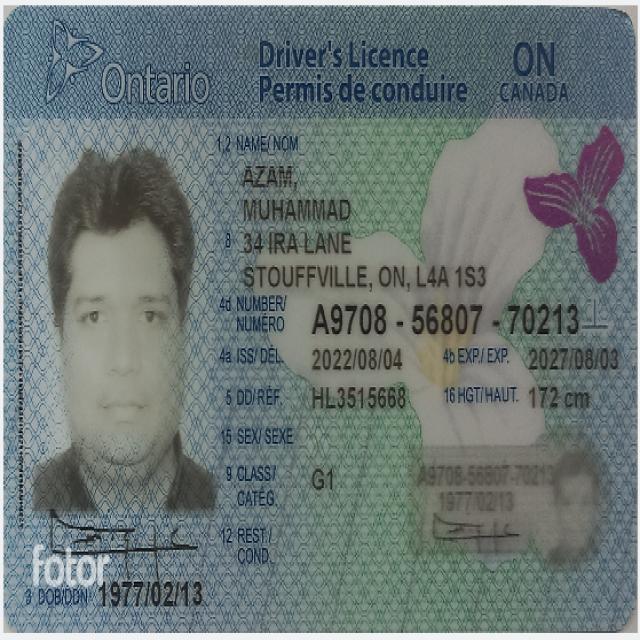 Ontario
Driver's Licence
Permis de conduire
ON
CANADA
1,2 NAME/ NOM
AZAM,
MUHAMMAD
8 34 IRA LANE
STOUFFVILLE, ON, L4A 1S3
4d NUMBER/ NUMÉRO A9708 - 56807 - 70213
4a ISS/ DÉL. 2022/08/04 4b EXP./ EXP. 2027/08/03
5 DD/ RÉF. HL3515668 16 HGT/ HAUT. 172 cm
15 SEX/ SEXE
9 CLASS/ CATÉG. G1
12 REST./ COND.
A9708-56807-70213
1977/02/13
fotor
3 DOB/DDN 1977/02/13